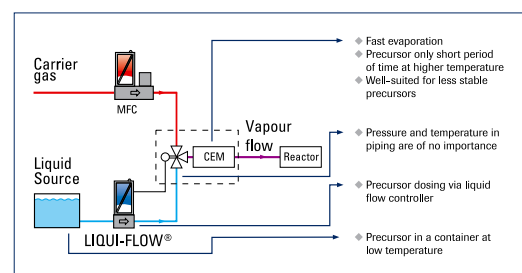 Carrier
gas
MFC
Liquid
Source
LIQUI-FLOW®
CEM
Vapour
flow
Reactor
Fast evaporation
Precursor only short period
of time at higher temperature
Well-suited for less stable
precursors
Pressure and temperature in
piping are of no importance
Precursor dosing via liquid
flow controller
Precursor in a container at
low temperature